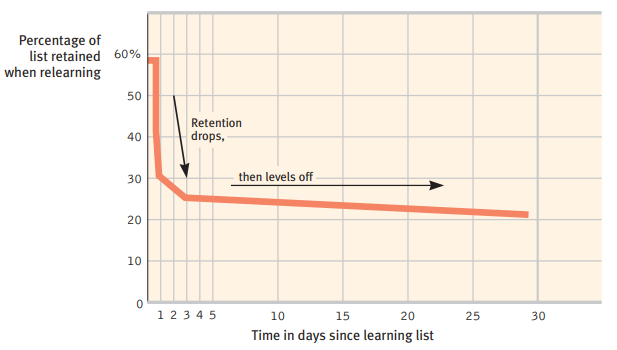 Percentage of
list retained
when relearning
60%
50
40
30
20
10
0
Retention
drops,
then levels off
1 2 3 4 5 10 15 20 25 30
Time in days since learning list